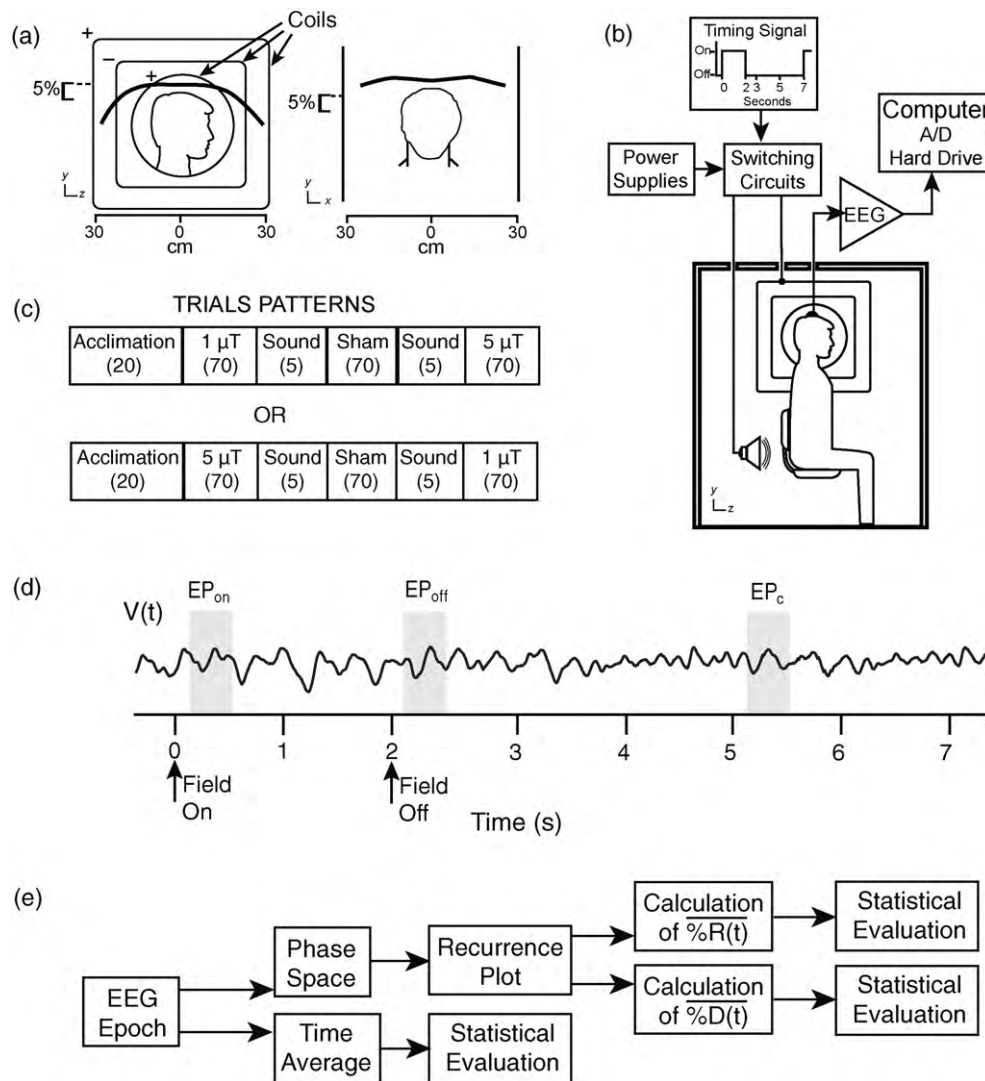 (a)
Coils
+
−
+
5%
y
z
30 0 30
cm
5%
y
x
30 0 30
cm
(b)
Timing Signal
On
Off
0 2 3 5 7
Seconds
Power
Supplies
Switching
Circuits
Computer
A/D
Hard Drive
EEG
y
z
(c)
TRIALS PATTERNS
Acclimation (20) 1 µT (70) Sound (5) Sham (70) Sound (5) 5 µT (70)
OR
Acclimation (20) 5 µT (70) Sound (5) Sham (70) Sound (5) 1 µT (70)
(d)
V(t)
EPon EPoff EPc
0 1 2 3 4 5 6 7
Field
On
Field
Off
Time (s)
(e)
EEG
Epoch
Phase
Space
Recurrence
Plot
Calculation
of %R(t)
Statistical
Evaluation
Calculation
of %D(t)
Statistical
Evaluation
Time
Average
Statistical
Evaluation